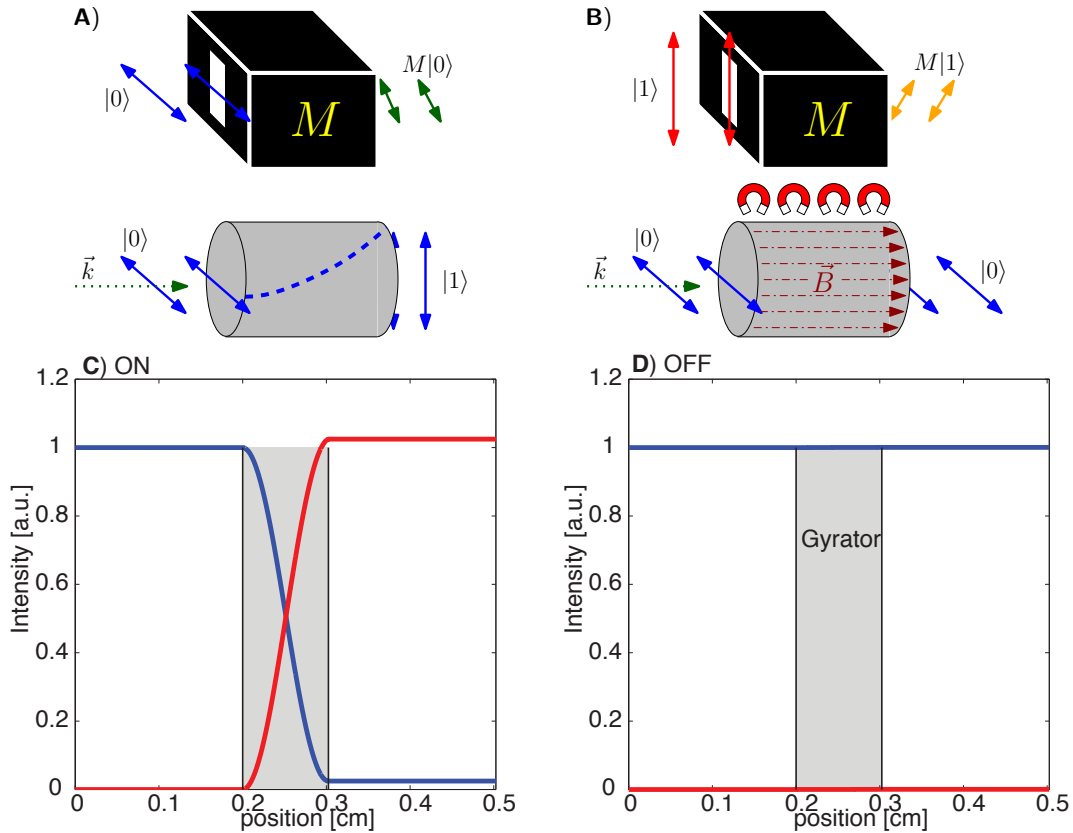 A)
|0⟩
M
M|0⟩
|0⟩
k⃗
|1⟩
B)
|1⟩
M
M|1⟩
|0⟩
k⃗
B⃗
|0⟩
C) ON
1.2
1
0.8
0.6
0.4
0.2
0
Intensity [a.u.]
0 0.1 0.2 0.3 0.4 0.5
position [cm]
D) OFF
1.2
1
0.8
0.6
0.4
0.2
0
Intensity [a.u.]
Gyrator
0 0.1 0.2 0.3 0.4 0.5
position [cm]